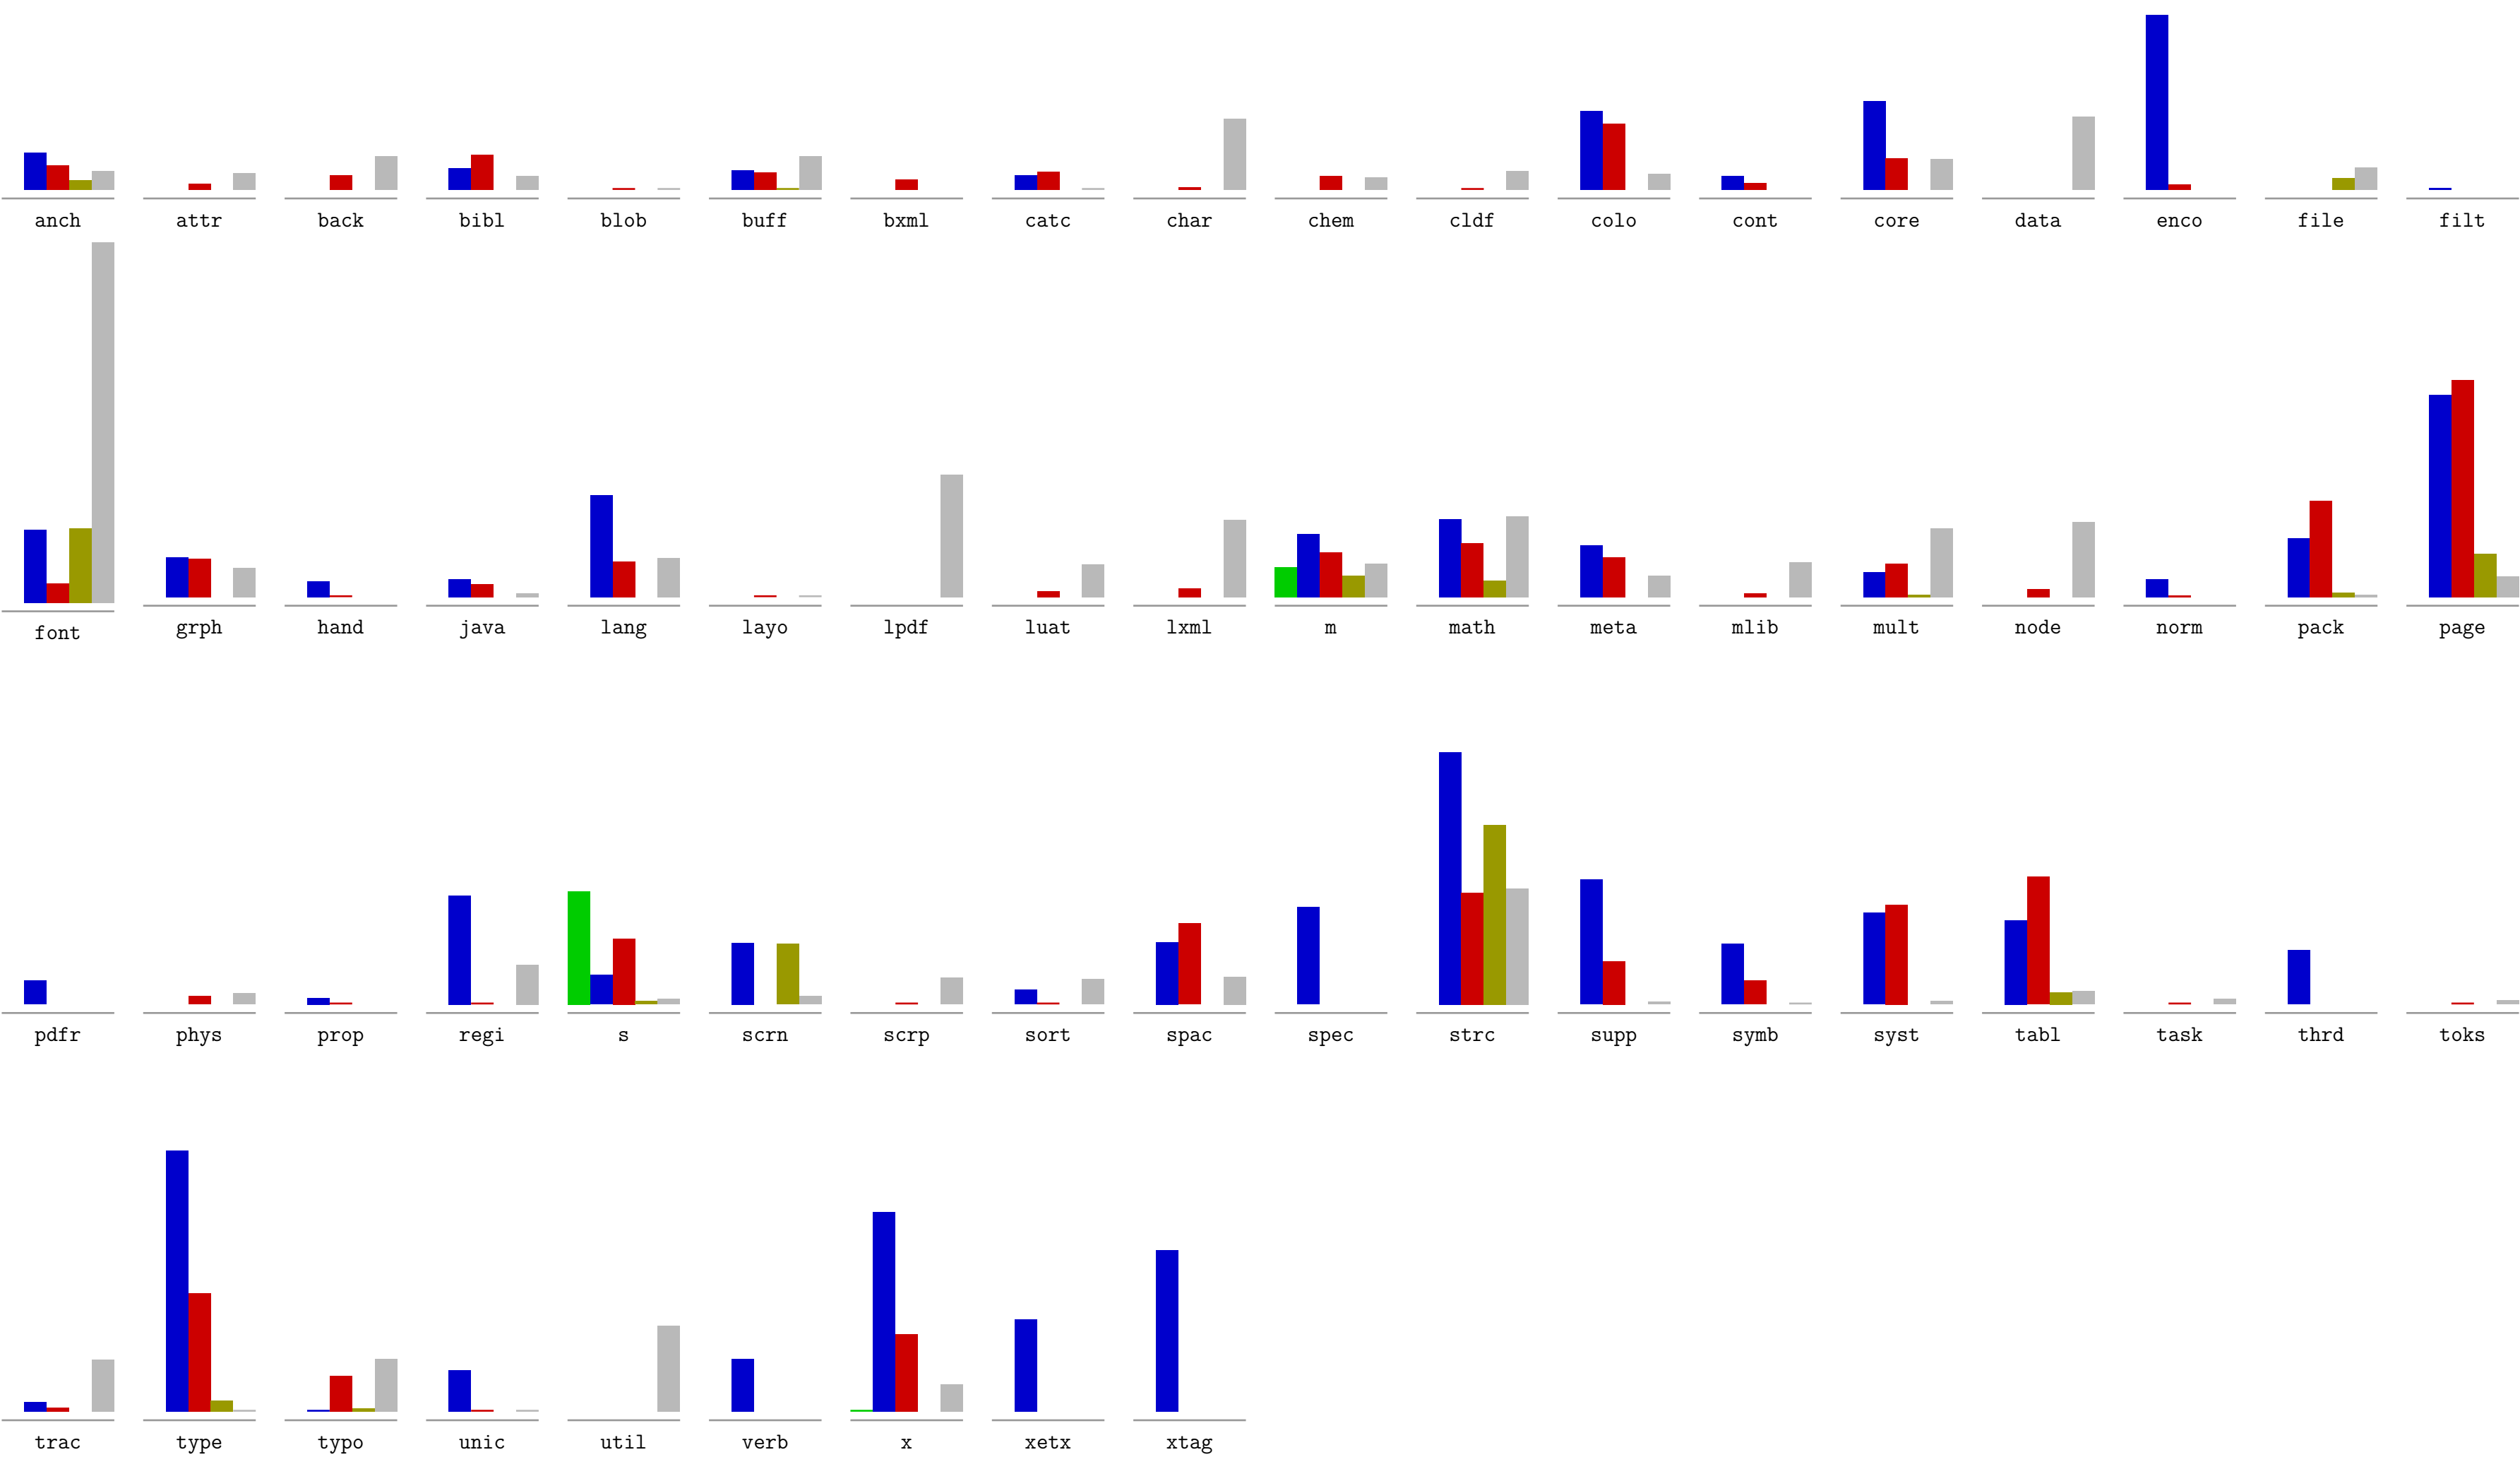 anch attr back bibl blob buff bxml catc char chem cldf colo cont core data enco file filt
font grph hand java lang layo lpdf luat lxml m math meta mlib mult node norm pack page
pdfr phys prop regi s scrn scrp sort spac spec strc supp symb syst tabl task thrd toks
trac type typo unic util verb x xetx xtag